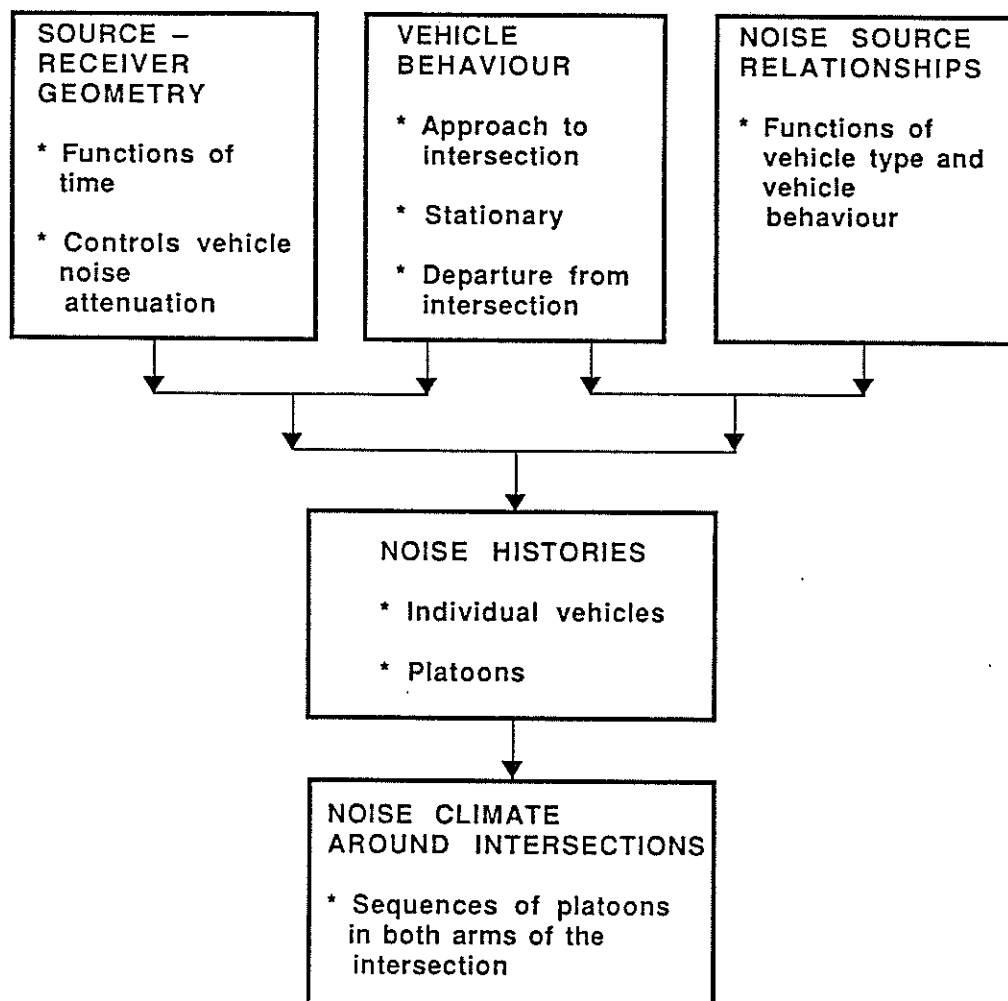 SOURCE –
RECEIVER
GEOMETRY
* Functions of
time
* Controls vehicle
noise
attenuation
VEHICLE
BEHAVIOUR
* Approach to
intersection
* Stationary
* Departure from
intersection
NOISE SOURCE
RELATIONSHIPS
* Functions of
vehicle type and
vehicle
behaviour
NOISE HISTORIES
* Individual vehicles
* Platoons
NOISE CLIMATE
AROUND INTERSECTIONS
* Sequences of platoons
in both arms of the
intersection